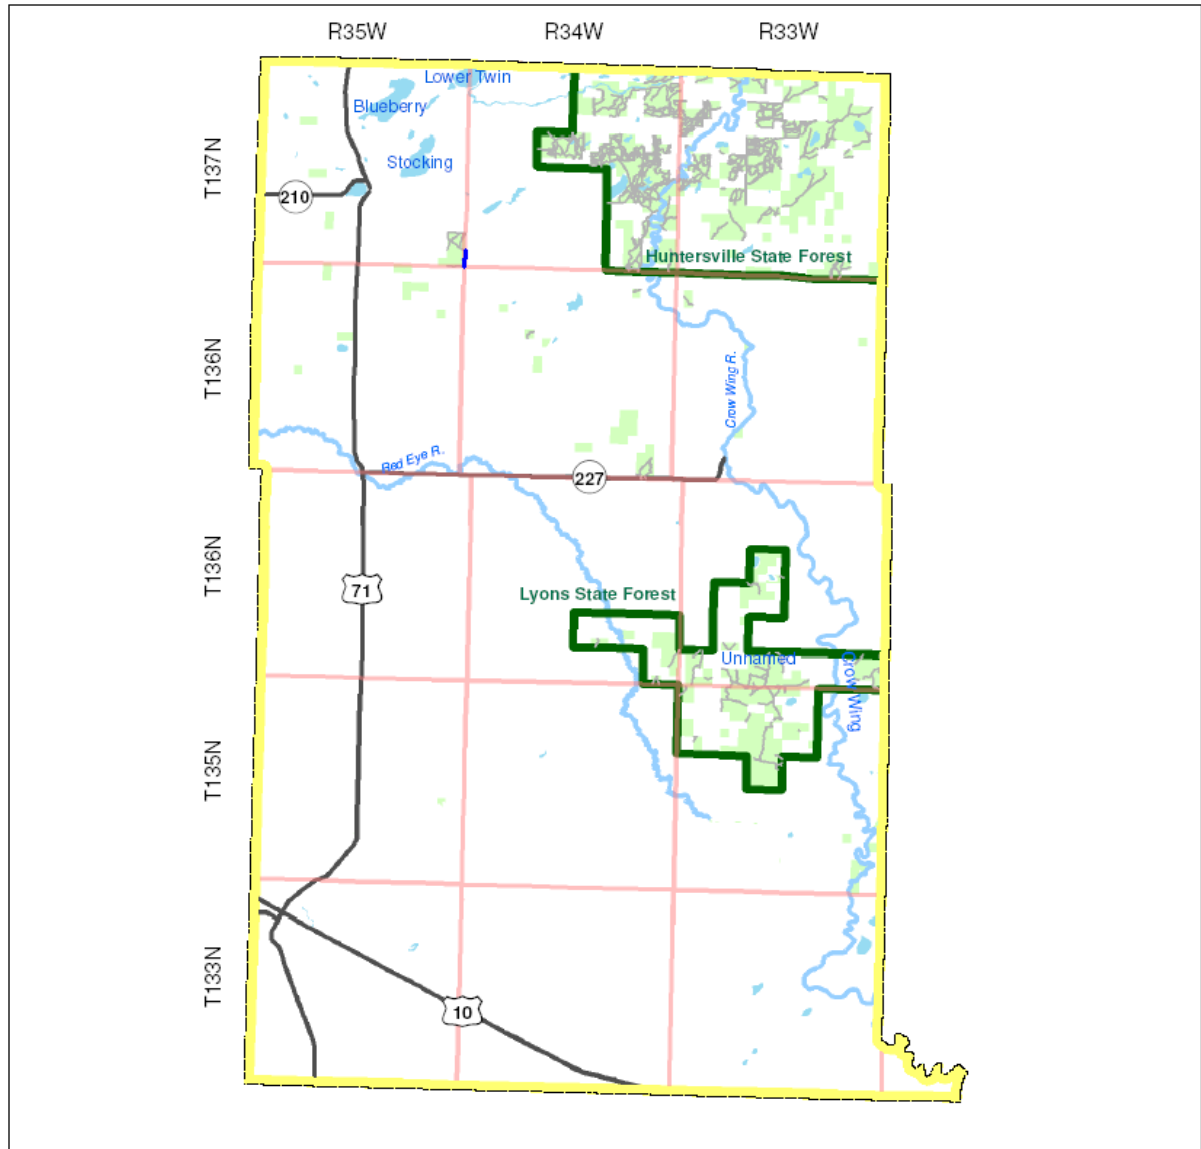 R35W R34W R33W
Lower Twin
Blueberry
Stocking
T137N
210
Huntersville State Forest
T136N
Crow Wing R.
Red Eye R.
227
T136N
71
Lyons State Forest
Unnamed
Crow Wing
T135N
T133N
10